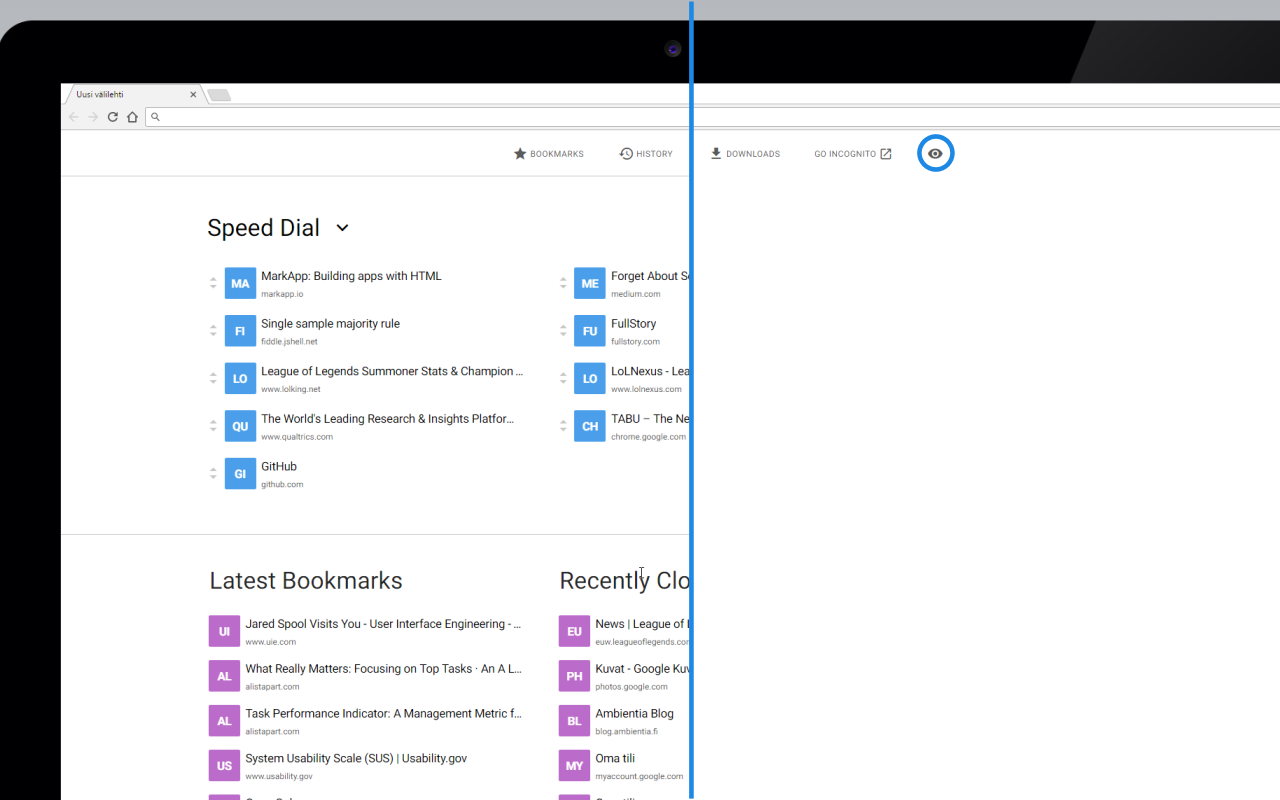 Uusi välilehti
BOOKMARKS HISTORY DOWNLOADS GO INCOGNITO
Speed Dial
MA MarkApp: Building apps with HTML
markapp.io
ME Forget About
medium.com
FI Single sample majority rule
fiddle.jshell.net
FU FullStory
fullstory.com
LO League of Legends Summoner Stats & Champion ...
www.lolking.net
LO LoLNexus - Lea
www.lolnexus.com
QU The World's Leading Research & Insights Platfor...
www.qualtrics.com
CH TABU – The Ne
chrome.google.com
GI GitHub
github.com
Latest Bookmarks
Recently Clo
UI Jared Spool Visits You - User Interface Engineering - ...
www.uie.com
EU News | League of
euw.leagueoflegends.com
AL What Really Matters: Focusing on Top Tasks · An A L...
alistapart.com
PH Kuvat - Google Kuv
photos.google.com
AL Task Performance Indicator: A Management Metric f...
alistapart.com
BL Ambientia Blog
blog.ambientia.fi
US System Usability Scale (SUS) | Usability.gov
www.usability.gov
MY Oma tili
myaccount.google.com